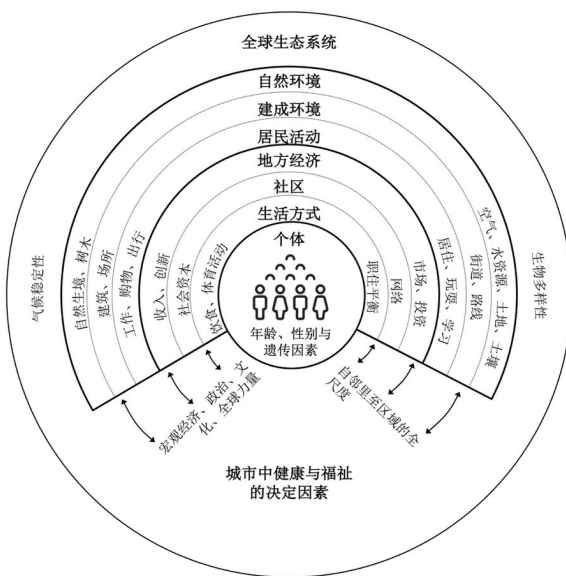 全球生态系统
自然环境
建成环境
居民活动
地方经济
社区
生活方式
个体
年龄、性别与
遗传因素
气候稳定性
自然生境、树木
建筑、场所
工作、购物、出行
收入、创新
社会资本
饮食、体育活动
职住平衡
网络
市场、投资
居住、玩耍、学习
街道、路线
空气、水资源、土地、土壤
生物多样性
宏观经济、政治、文
化、全球力量
自邻里至区域的全
尺度
城市中健康与福祉
的决定因素